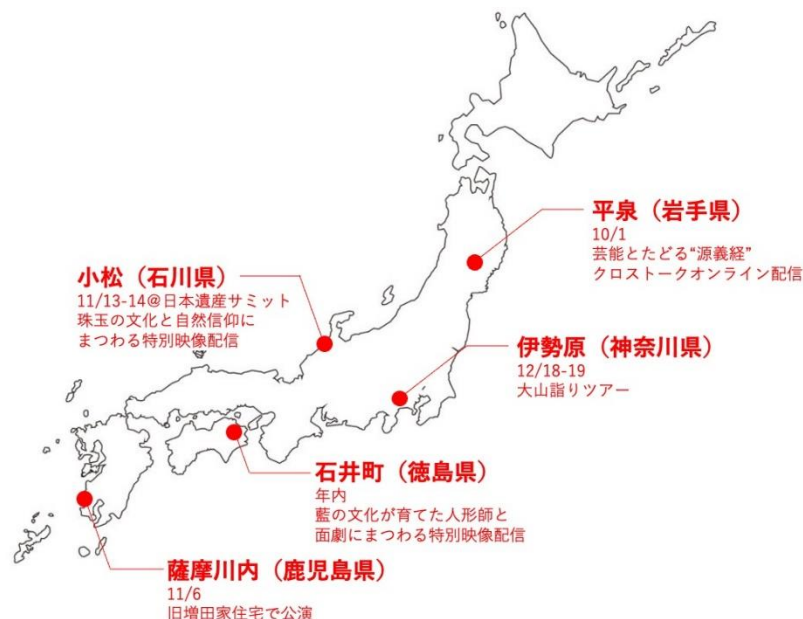 平泉（岩手県）
10/1
芸能とたどる“源義経”
クロストークオンライン配信
小松（石川県）
11/13-14@日本遺産サミット
珠玉の文化と自然信仰に
まつわる特別映像配信
伊勢原（神奈川県）
12/18-19
大山詣りツアー
石井町（徳島県）
年内
藍の文化が育てた人形師と
面劇にまつわる特別映像配信
薩摩川内（鹿児島県）
11/6
旧増田家住宅で公演